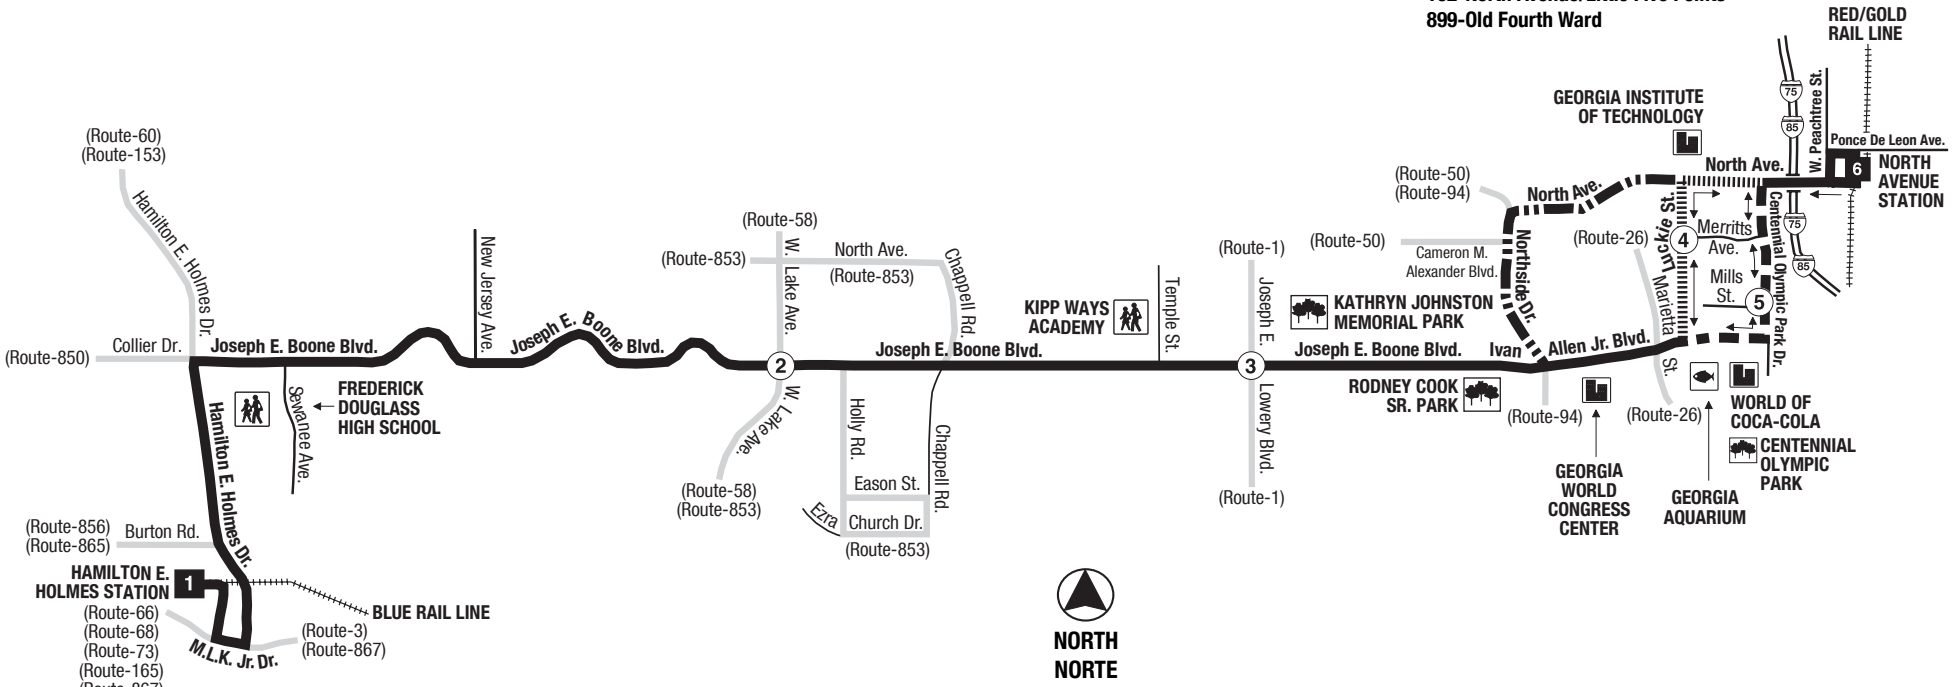 899-Old Fourth Ward
RED/GOLD
RAIL LINE
75
85
W. Peachtree St.
Ponce De Leon Ave.
GEORGIA INSTITUTE
OF TECHNOLOGY
North Ave.
6
NORTH
AVENUE
STATION
(Route-60)
(Route-153)
Hamilton E. Holmes Dr.
(Route-50)
(Route-94)
North Ave.
(Route-50)
Cameron M.
Alexander Blvd.
Northside Dr.
(Route-26)
Luckie St.
4
Merritts
Ave.
Mills
St.
5
Centennial Olympic Park Dr.
75
85
Marietta
St.
(Route-58)
(Route-853)
W. Lake Ave.
North Ave.
(Route-853)
Chappell Rd.
New Jersey Ave.
KIPP WAYS
ACADEMY
Temple St.
(Route-1)
Joseph E.
Lowery Blvd.
(Route-1)
KATHRYN JOHNSTON
MEMORIAL PARK
(Route-850)
Collier Dr.
Joseph E. Boone Blvd.
Joseph E. Boone Blvd.
2
Joseph E. Boone Blvd.
3
Joseph E. Boone Blvd.
Ivan
Allen Jr. Blvd.
RODNEY COOK
SR. PARK
(Route-94)
(Route-26)
WORLD OF
COCA-COLA
CENTENNIAL
OLYMPIC
PARK
GEORGIA
WORLD
CONGRESS
CENTER
GEORGIA
AQUARIUM
FREDERICK
DOUGLASS
HIGH SCHOOL
Sewanee Ave.
Hamilton E. Holmes Dr.
W. Lake Ave.
(Route-58)
(Route-853)
Holly Rd.
Chappell Rd.
Eason St.
Ezra
Church Dr.
(Route-853)
(Route-856)
(Route-865)
Burton Rd.
HAMILTON E.
HOLMES STATION
1
BLUE RAIL LINE
(Route-66)
(Route-68)
(Route-73)
(Route-165)
M.L.K. Jr. Dr.
(Route-3)
(Route-867)
NORTH
NORTE